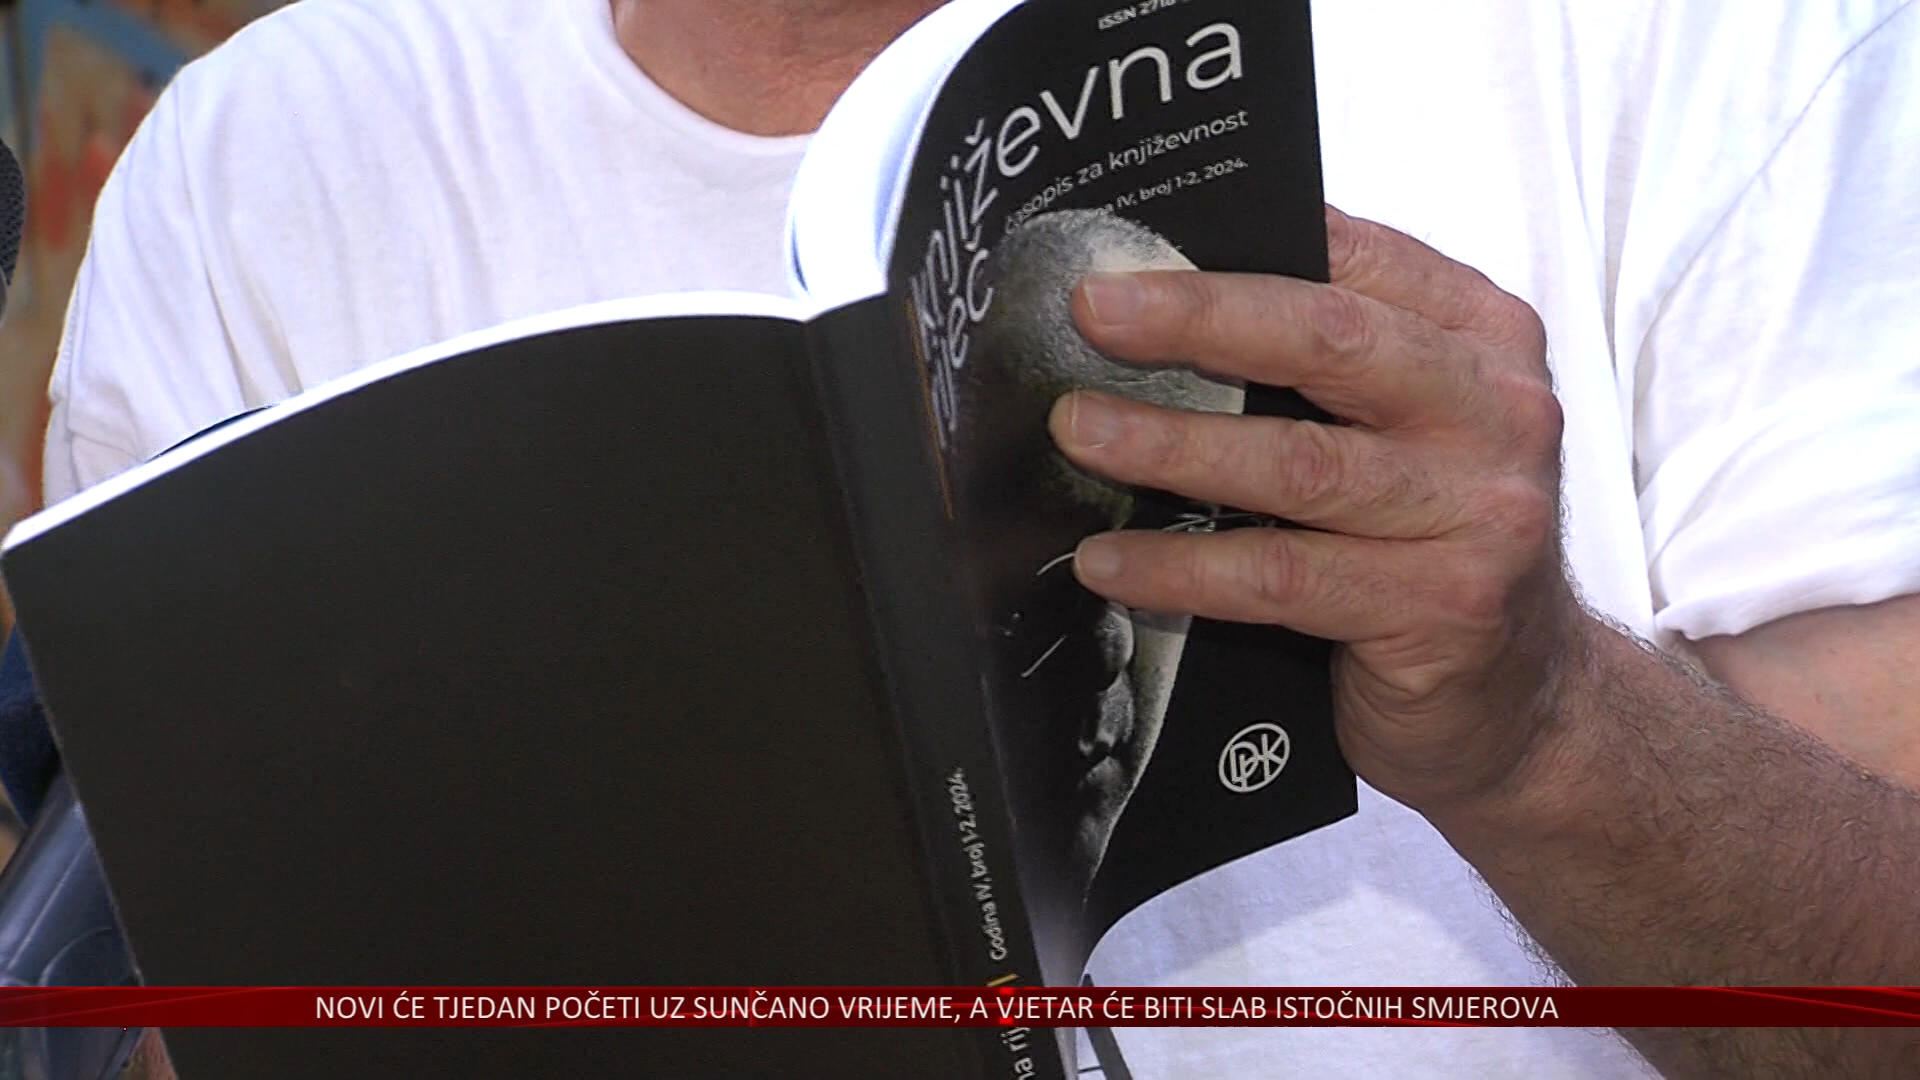 ISSN
književna
riječ
časopis za književnost
IV, broj 1-2, 2024.
DHK
Godina IV, broj 1-2, 2024.
NOVI ĆE TJEDAN POČETI UZ SUNČANO VRIJEME, A VJETAR ĆE BITI SLAB ISTOČNIH SMJEROVA